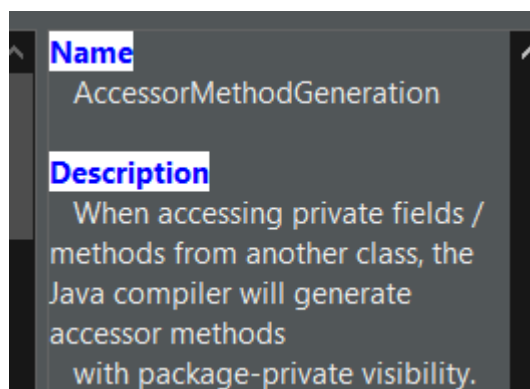 Name
AccessorMethodGeneration
Description
When accessing private fields /
methods from another class, the
Java compiler will generate
accessor methods
with package-private visibility.